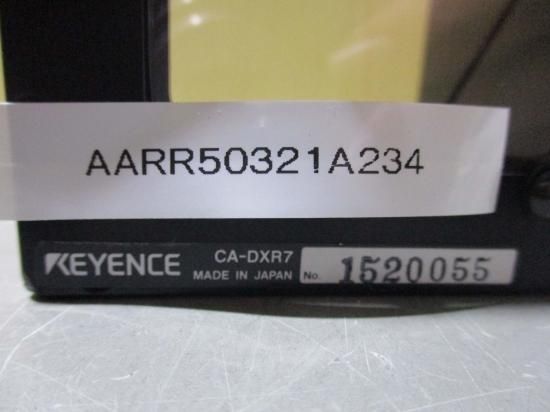 AARR50321A234
KEYENCE CA-DXR7
MADE IN JAPAN No. 1520055